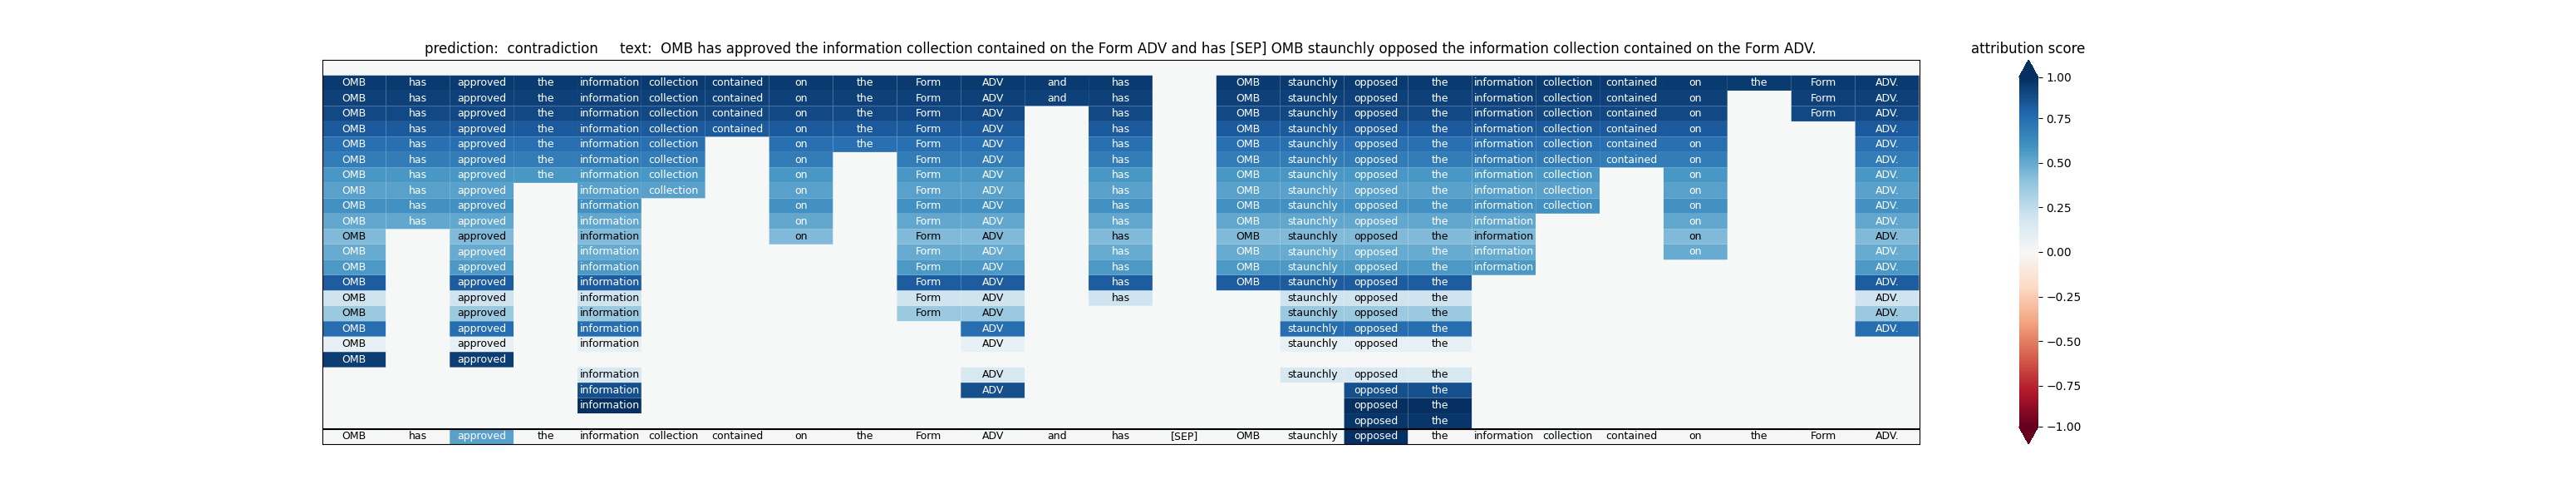 prediction: contradiction text: OMB has approved the information collection contained on the Form ADV and has [SEP] OMB staunchly opposed the information collection contained on the Form ADV.
OMB has approved the information collection contained on the Form ADV and has OMB staunchly opposed the information collection contained on the Form ADV.
OMB has approved the information collection contained on the Form ADV and has OMB staunchly opposed the information collection contained on Form ADV.
OMB has approved the information collection contained on the Form ADV has OMB staunchly opposed the information collection contained on Form ADV.
OMB has approved the information collection contained on the Form ADV has OMB staunchly opposed the information collection contained on ADV.
OMB has approved the information collection on the Form ADV has OMB staunchly opposed the information collection contained on ADV.
OMB has approved the information collection on Form ADV has OMB staunchly opposed the information collection contained on ADV.
OMB has approved the information collection on Form ADV has OMB staunchly opposed the information collection on ADV.
OMB has approved information collection on Form ADV has OMB staunchly opposed the information collection on ADV.
OMB has approved information on Form ADV has OMB staunchly opposed the information collection on ADV.
OMB has approved information on Form ADV has OMB staunchly opposed the information on ADV.
OMB approved information on Form ADV has OMB staunchly opposed the information on ADV.
OMB approved information Form ADV has OMB staunchly opposed the information on ADV.
OMB approved information Form ADV has OMB staunchly opposed the information ADV.
OMB approved information Form ADV has OMB staunchly opposed the ADV.
OMB approved information Form ADV has staunchly opposed the ADV.
OMB approved information Form ADV staunchly opposed the ADV.
OMB approved information ADV staunchly opposed the ADV.
OMB approved information ADV staunchly opposed the
OMB approved
information ADV staunchly opposed the
information ADV opposed the
information opposed the
opposed the
OMB has approved the information collection contained on the Form ADV and has [SEP] OMB staunchly opposed the information collection contained on the Form ADV.
attribution score
1.00
0.75
0.50
0.25
0.00
−0.25
−0.50
−0.75
−1.00